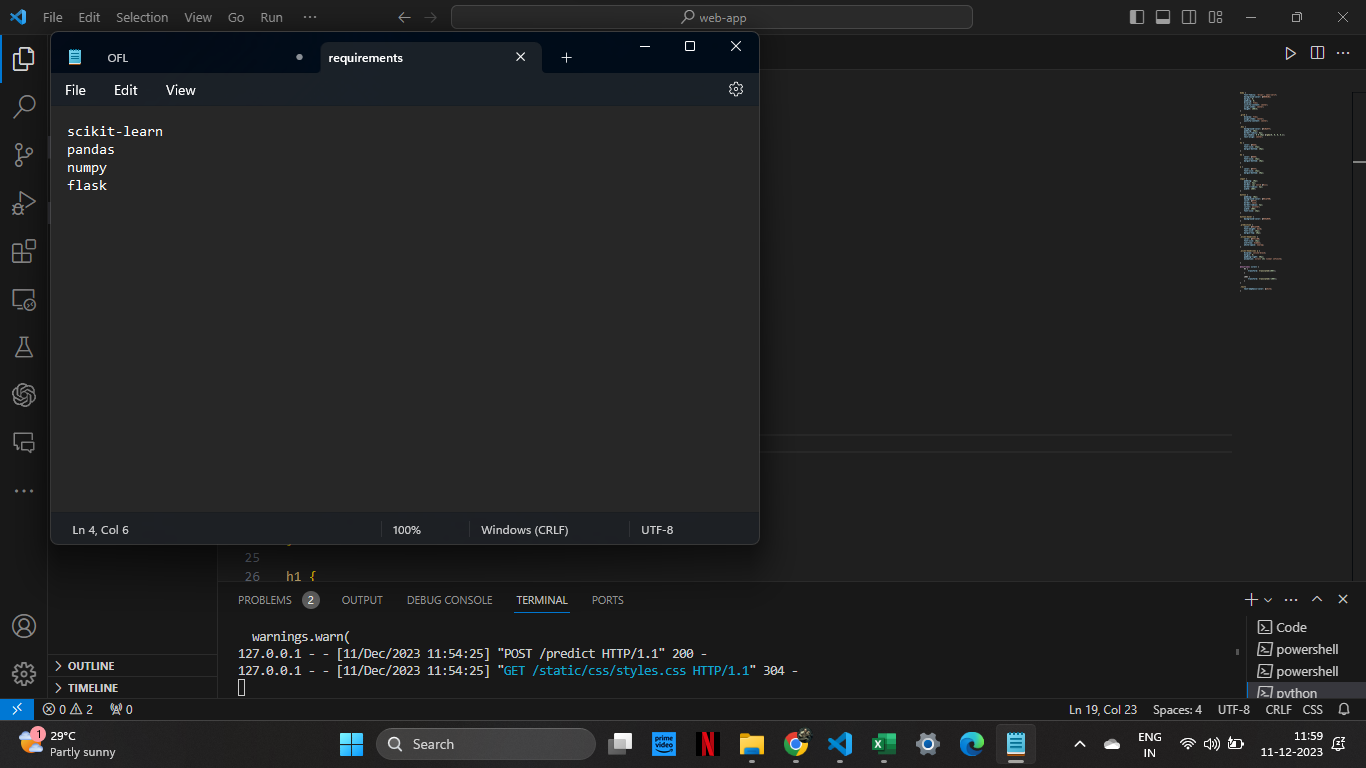 File Edit Selection View Go Run ···
web-app
OFL
requirements
File Edit View
scikit-learn
pandas
numpy
flask
Ln 4, Col 6
100%
Windows (CRLF)
UTF-8
25
26 h1 {
PROBLEMS 2 OUTPUT DEBUG CONSOLE TERMINAL PORTS
warnings.warn(
127.0.0.1 - - [11/Dec/2023 11:54:25] "POST /predict HTTP/1.1" 200 -
127.0.0.1 - - [11/Dec/2023 11:54:25] "GET /static/css/styles.css HTTP/1.1" 304 -
Code
powershell
powershell
python
OUTLINE
TIMELINE
0 2 0
Ln 19, Col 23 Spaces: 4 UTF-8 CRLF CSS
1
29°C
Partly sunny
Search
prime video
N
ENG
IN
11:59
11-12-2023